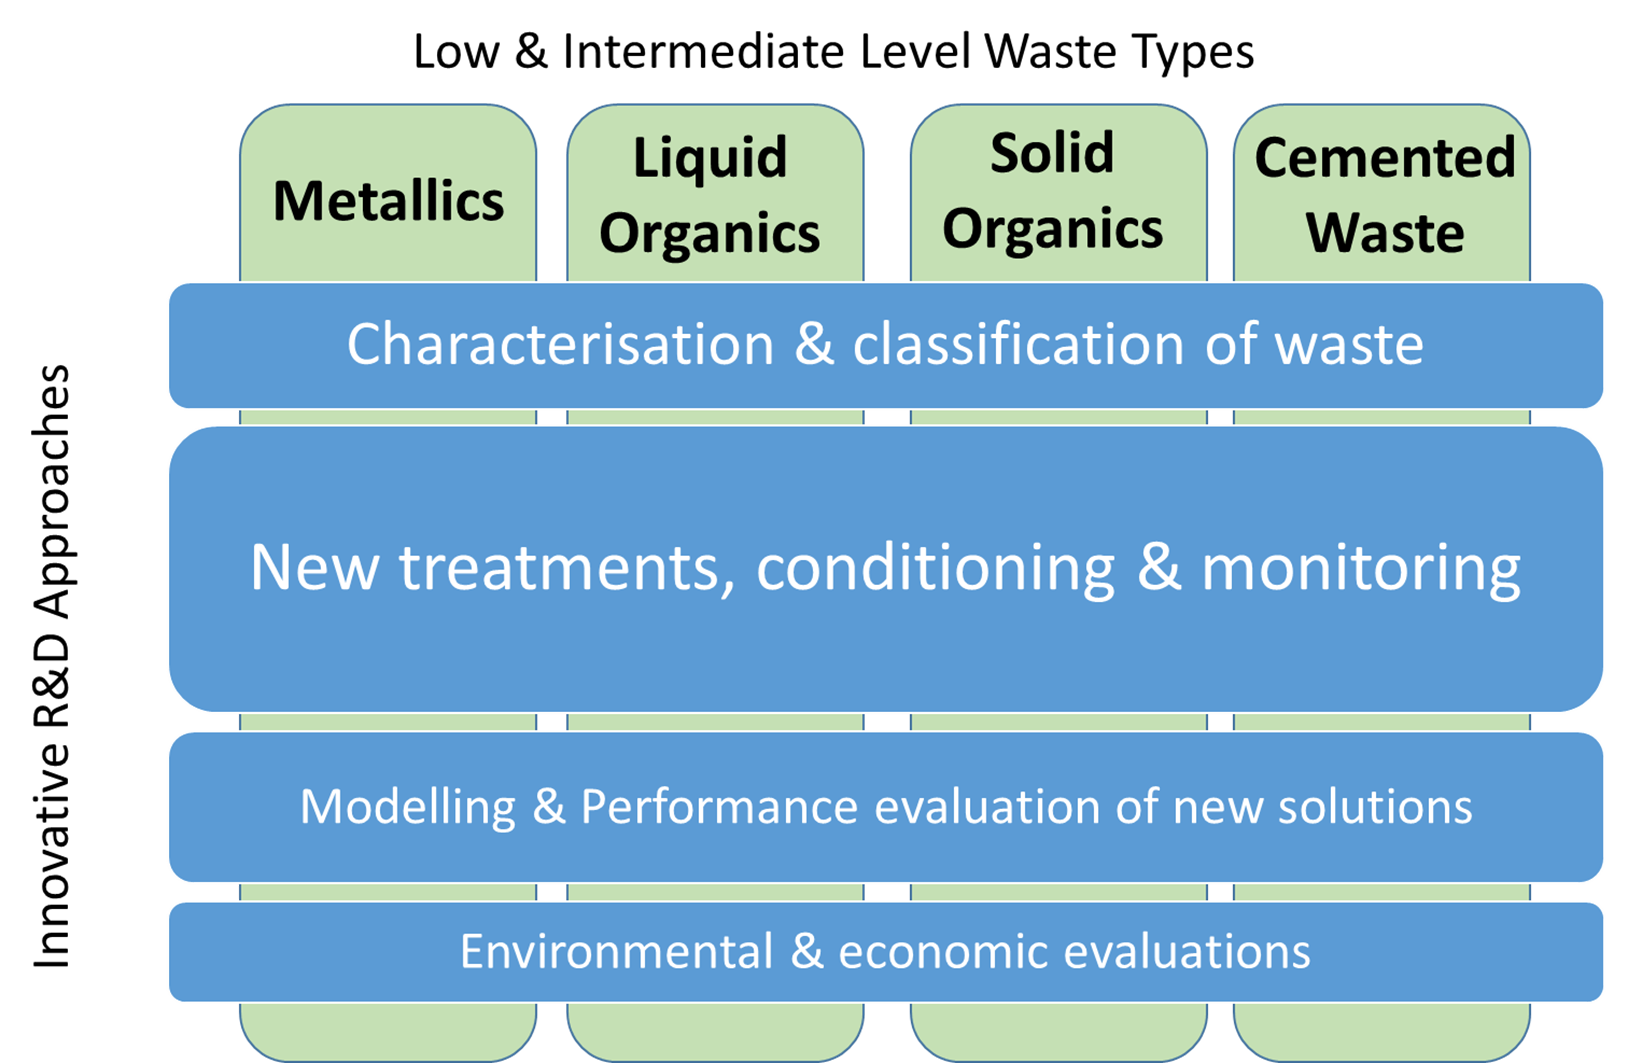 Low & Intermediate Level Waste Types
Metallics
Liquid
Organics
Solid
Organics
Cemented
Waste
Innovative R&D Approaches
Characterisation & classification of waste
New treatments, conditioning & monitoring
Modelling & Performance evaluation of new solutions
Environmental & economic evaluations